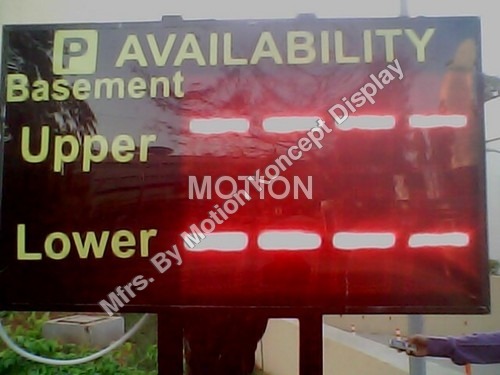 P AVAILABILITY
Basement
Upper - - - -
MOTION
Lower - - - -
Mfrs. By Motion Koncept Display